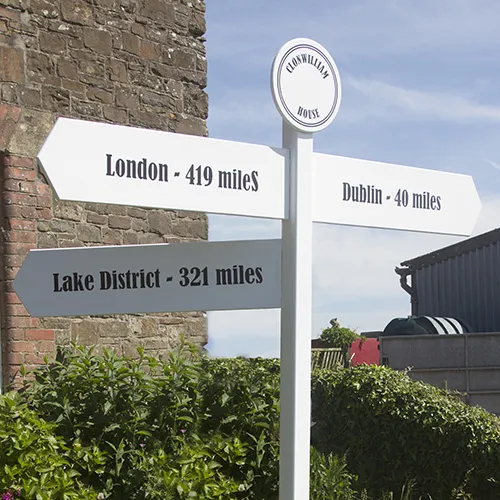 CLONWILLIAM
HOUSE
London - 419 mileS
Dublin - 40 miles
Lake District - 321 miles